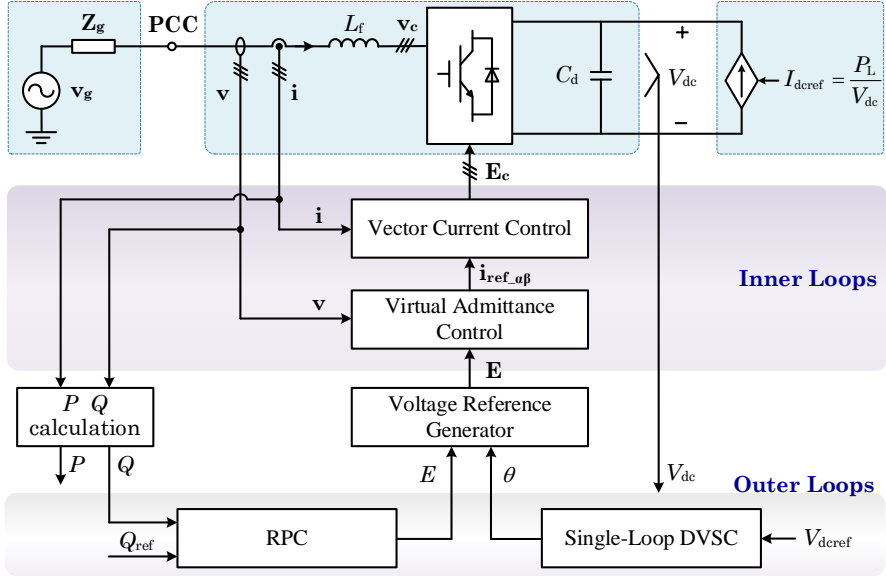 Zg
PCC
Lf
vc
vg
v
i
Cd
+
Vdc
−
Idcref = PL / Vdc
Ec
i
Vector Current Control
iref_αβ
Inner Loops
v
Virtual Admittance
Control
E
P Q
calculation
Voltage Reference
Generator
P
Q
E
θ
Vdc
Outer Loops
Qref
RPC
Single-Loop DVSC
Vdcref